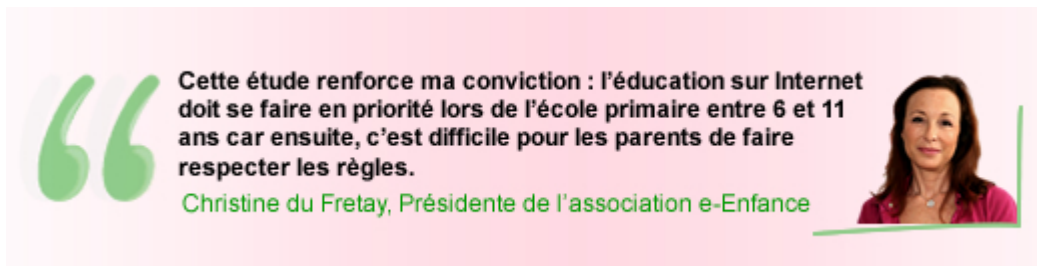 Cette étude renforce ma conviction : l'éducation sur Internet
doit se faire en priorité lors de l'école primaire entre 6 et 11
ans car ensuite, c'est difficile pour les parents de faire
respecter les règles.
Christine du Fretay, Présidente de l'association e-Enfance